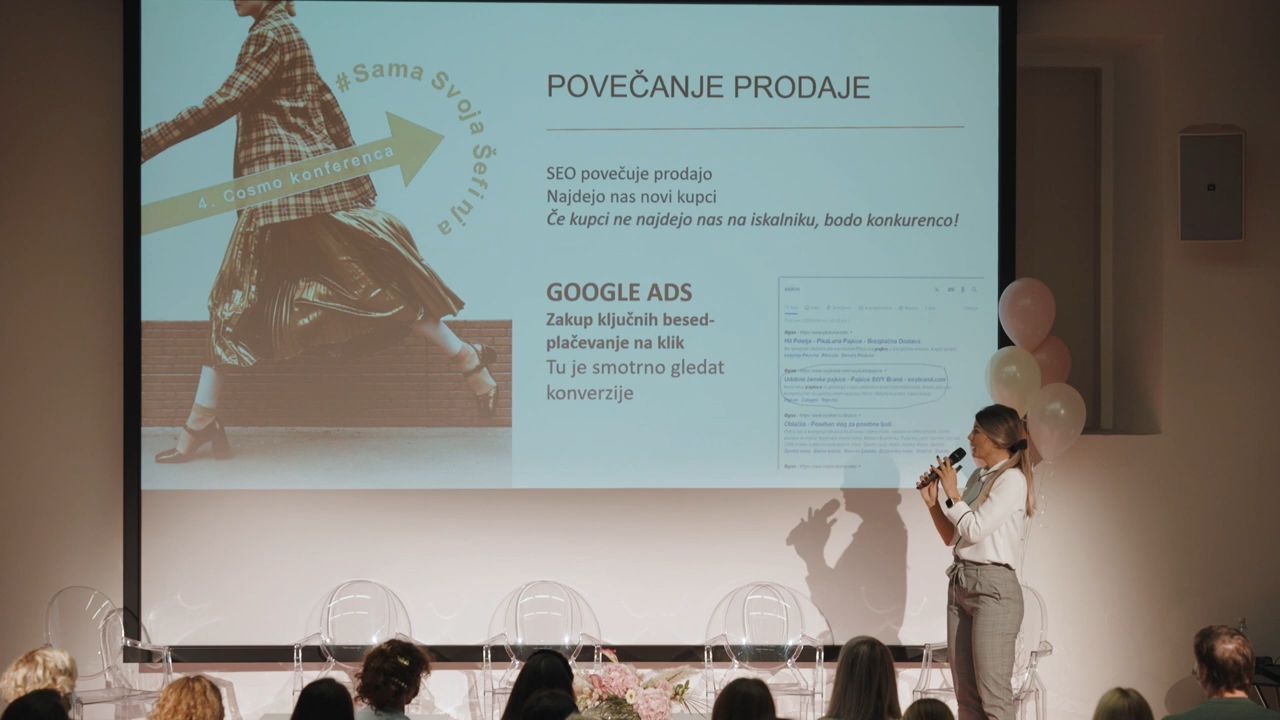 #Sama Svoja Šefinja
4. Cosmo konferenca
POVEČANJE PRODAJE
SEO povečuje prodajo
Najdejo nas novi kupci
Če kupci ne najdejo nas na iskalniku, bodo konkurenco!
GOOGLE ADS
Zakup ključnih besed-
plačevanje na klik
Tu je smotrno gledat
konverzije